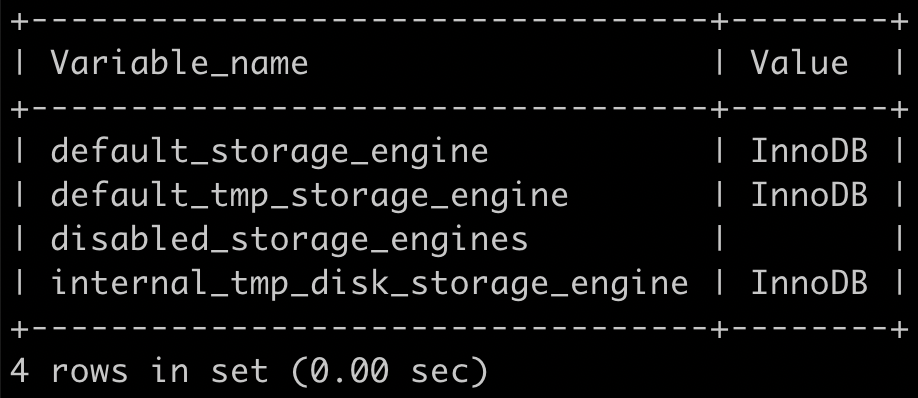 +----------------------------------+--------+
| Variable_name                    | Value  |
+----------------------------------+--------+
| default_storage_engine           | InnoDB |
| default_tmp_storage_engine       | InnoDB |
| disabled_storage_engines         |        |
| internal_tmp_disk_storage_engine | InnoDB |
+----------------------------------+--------+
4 rows in set (0.00 sec)